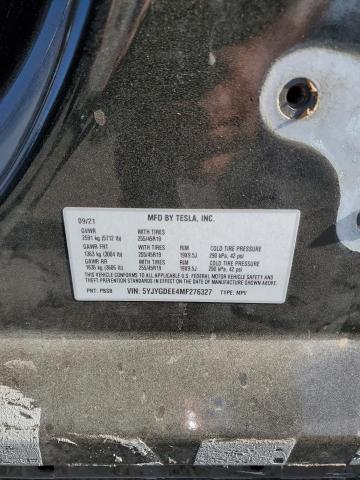 09/21 MFD BY TESLA, INC.
GVWR WITH TIRES
2591 kg (5712 lb) 255/45R19
GAWR FRT WITH TIRES RIM COLD TIRE PRESSURE
1363 kg (3004 lb) 255/45R19 19X9.5J 290 kPa, 42 psi
GAWR RR WITH TIRES RIM COLD TIRE PRESSURE
1636 kg (3606 lb) 255/45R19 19X9.5J 290 kPa, 42 psi
THIS VEHICLE CONFORMS TO ALL APPLICABLE U.S. FEDERAL MOTOR VEHICLE SAFETY AND
THEFT PREVENTION STANDARDS IN EFFECT ON THE DATE OF MANUFACTURE SHOWN ABOVE.
PNT: PBSB VIN: 5YJYGDEE4MF276327 TYPE: MPV